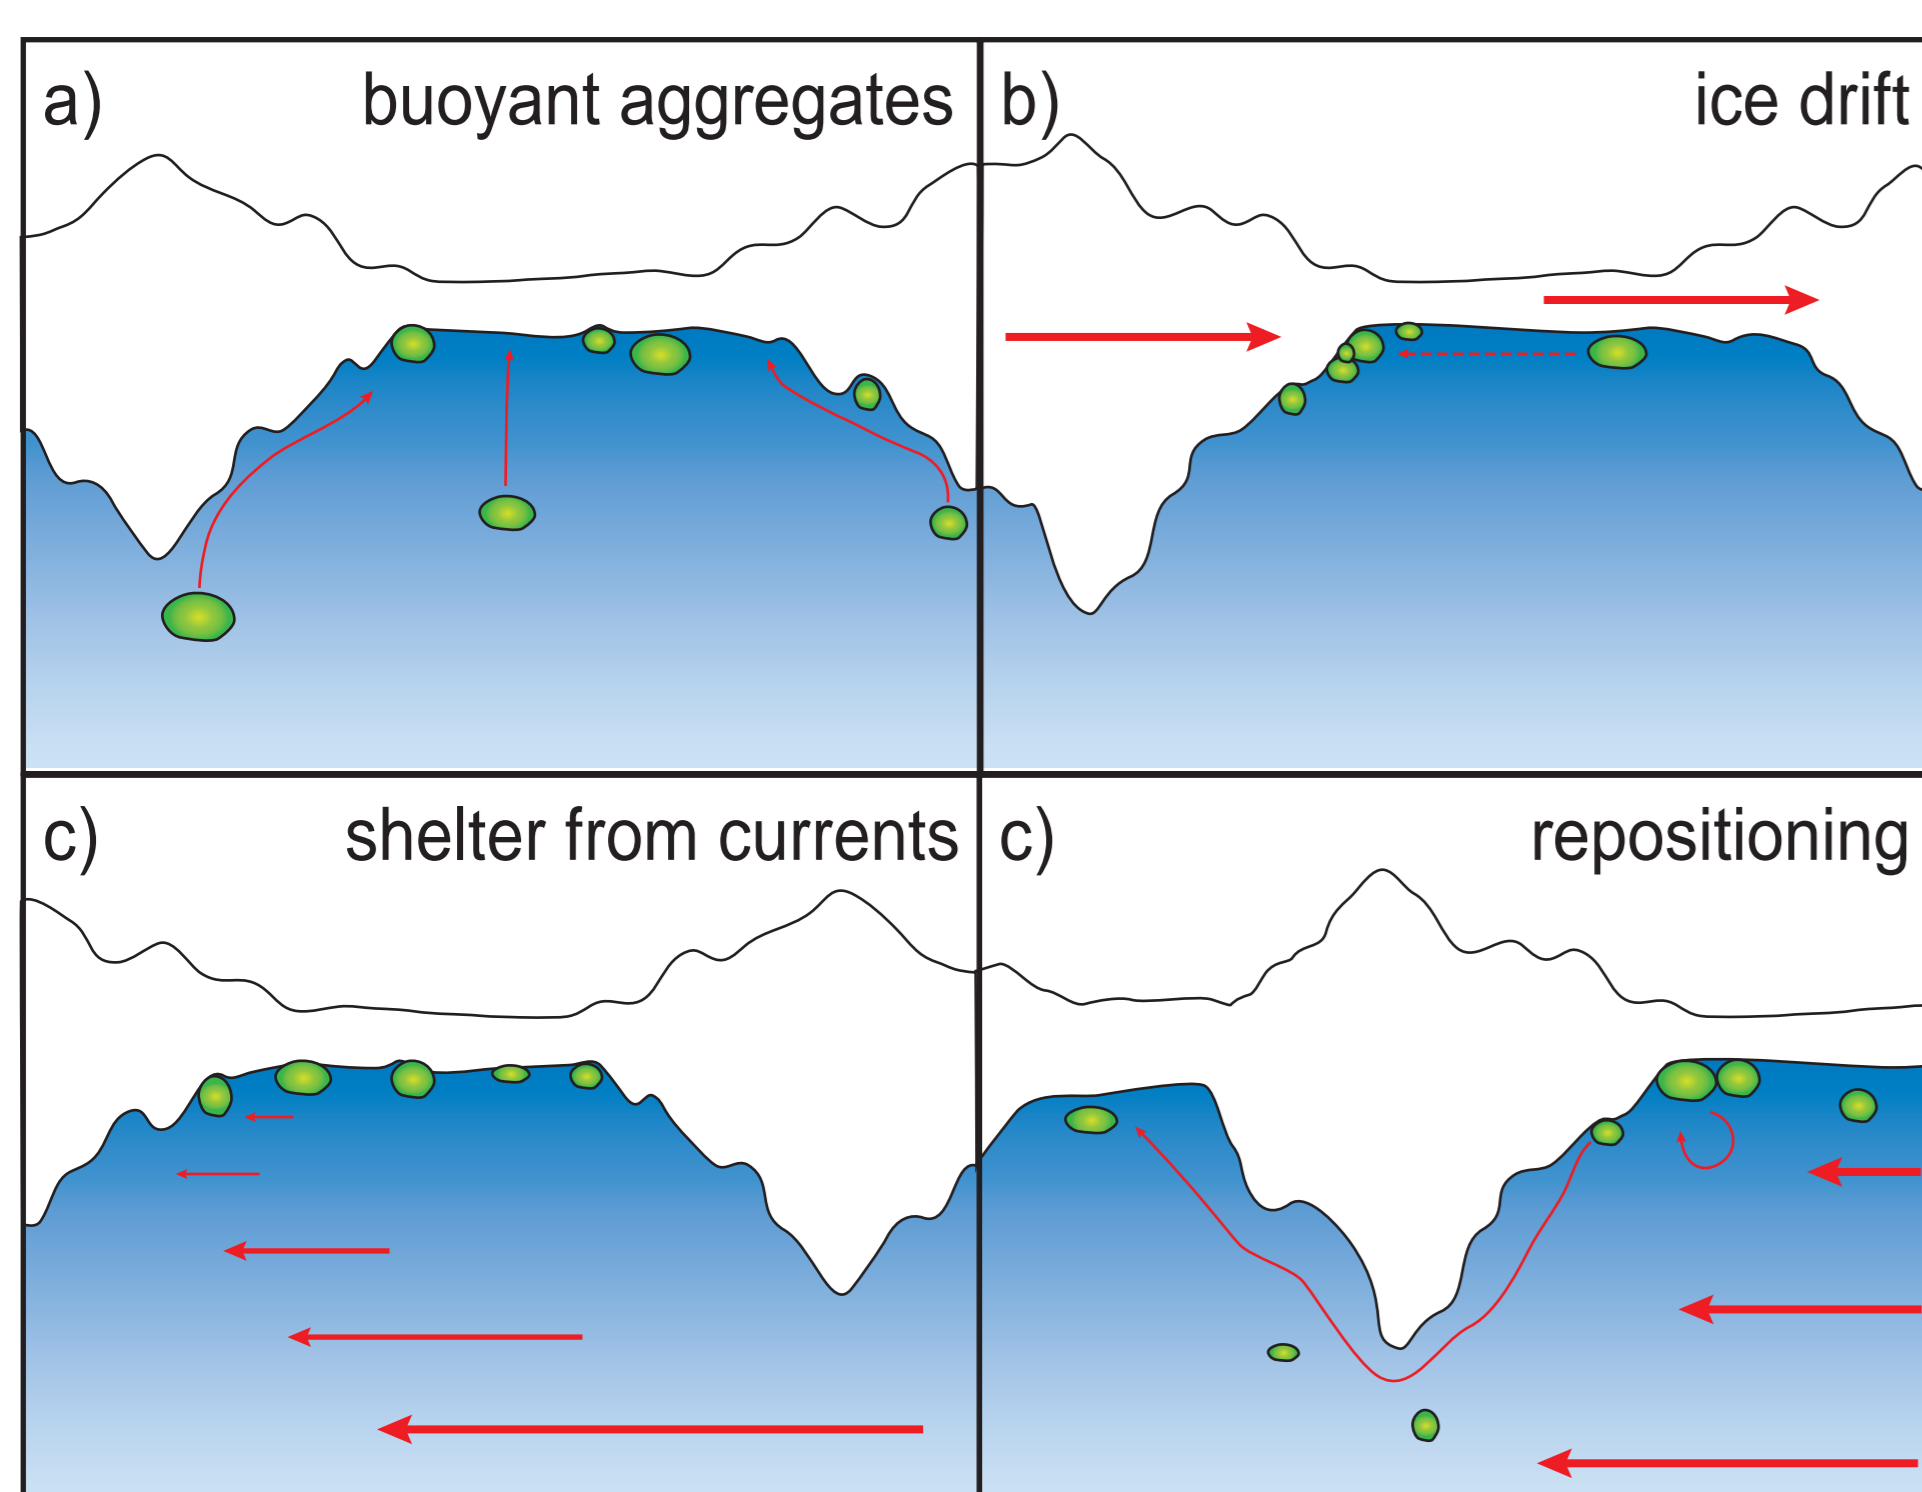 a) buoyant aggregates
b) ice drift
c) shelter from currents
c) repositioning